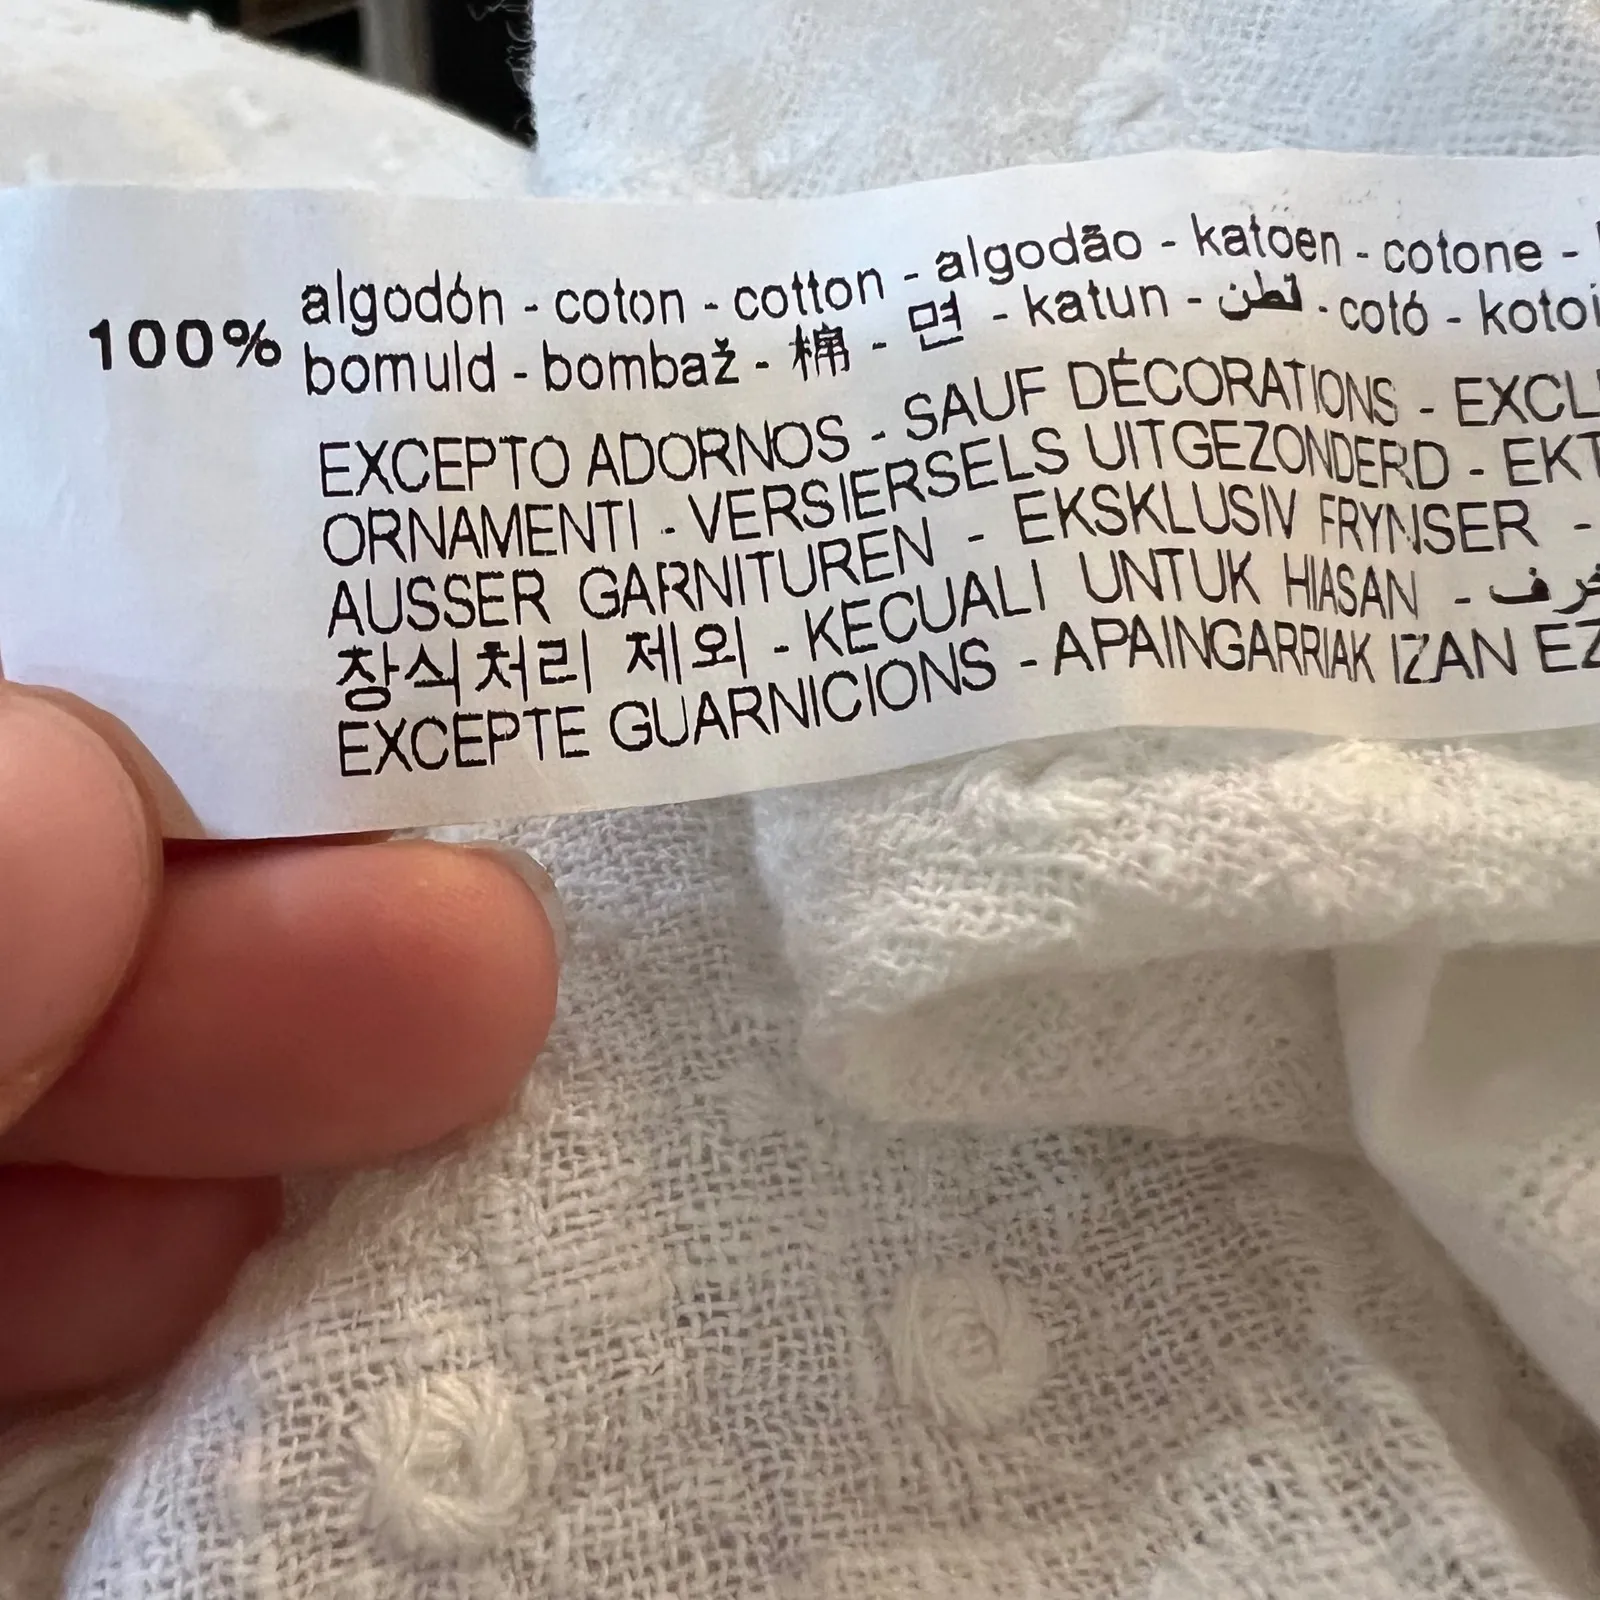 100%
algodón - coton - cotton - algodão - katoen - cotone -
bomuld - bombaž - 棉 - 면 - katun - قطن - cotó - kotoi
EXCEPTO ADORNOS - SAUF DÉCORATIONS - EXCL
ORNAMENTI - VERSIERSELS UITGEZONDERD - EKT
AUSSER GARNITUREN - EKSKLUSIV FRYNSER -
장식처리 제외 - KECUALI UNTUK HIASAN -
EXCEPTE GUARNICIONS - APAINGARRIAK IZAN EZ